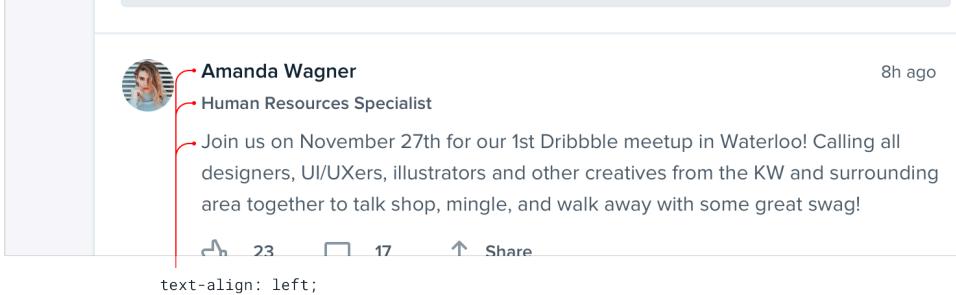 Amanda Wagner
8h ago
Human Resources Specialist
Join us on November 27th for our 1st Dribbble meetup in Waterloo! Calling all
designers, UI/UXers, illustrators and other creatives from the KW and surrounding
area together to talk shop, mingle, and walk away with some great swag!
23 17 Share
text-align: left;